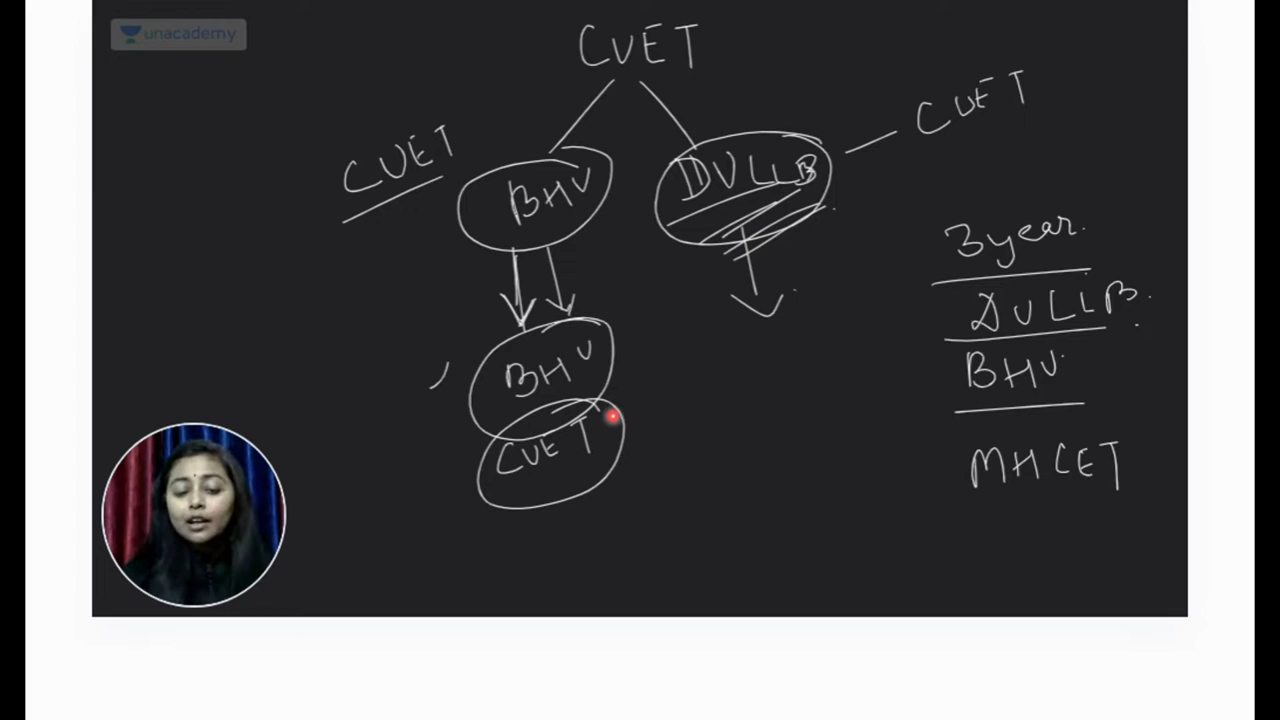 unacademy
CUET
CUET
BHU
DULLB
CUET
BHU
CUET
3 year.
DULLB.
BHU
MHCET